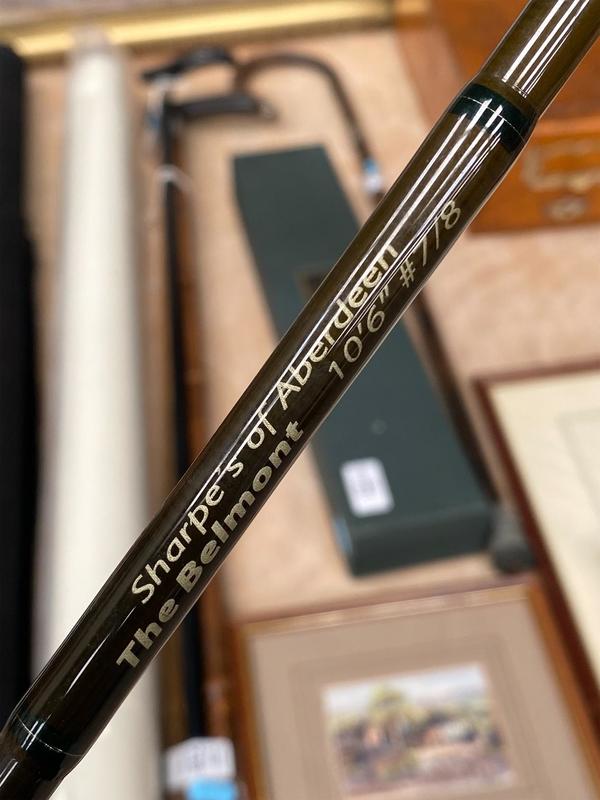 Sharpe's of Aberdeen
The Belmont
10'6" #7/8